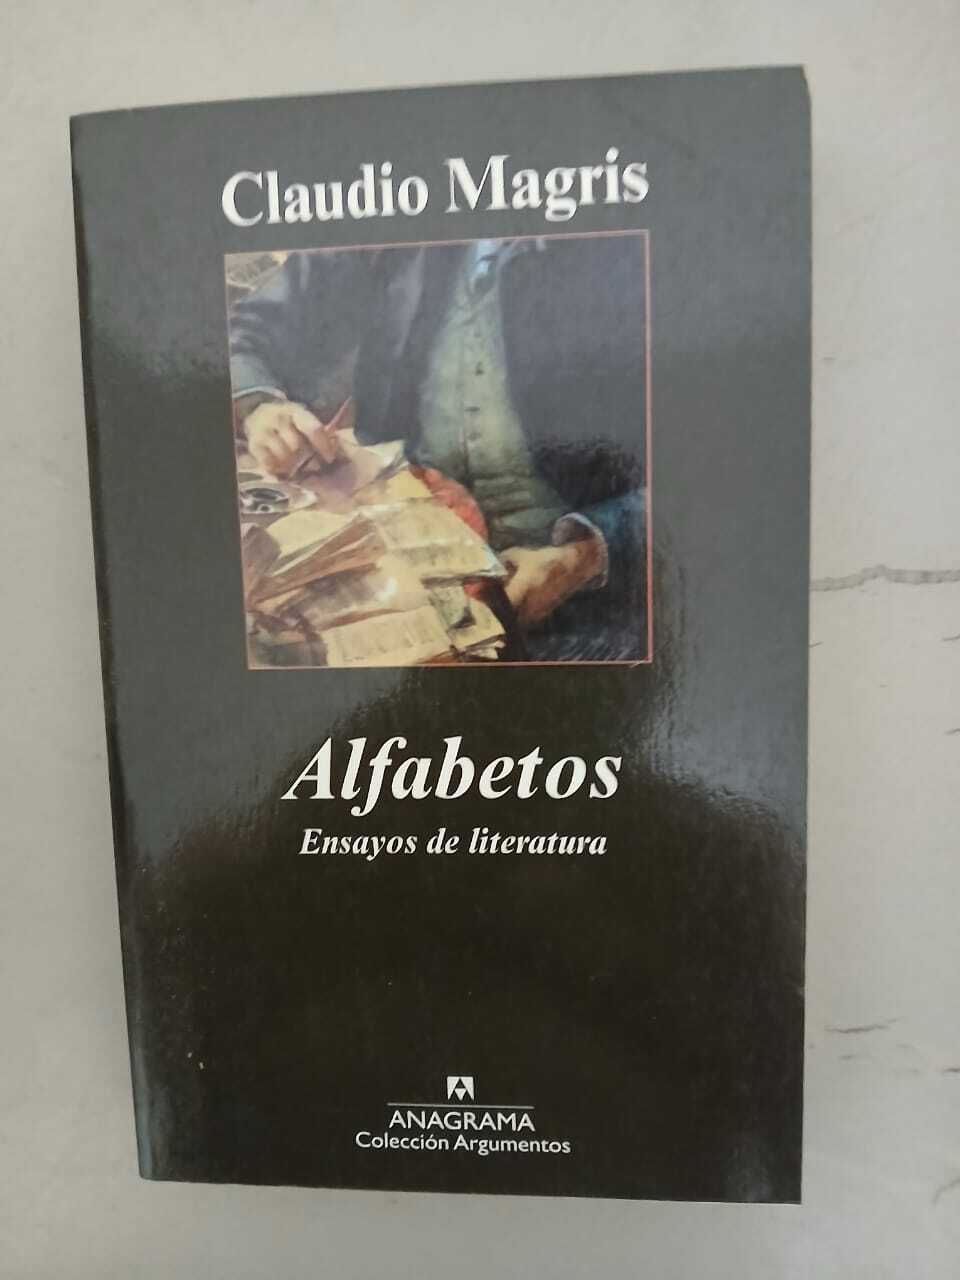 Claudio Magris
Alfabetos
Ensayos de literatura
ANAGRAMA
Colección Argumentos